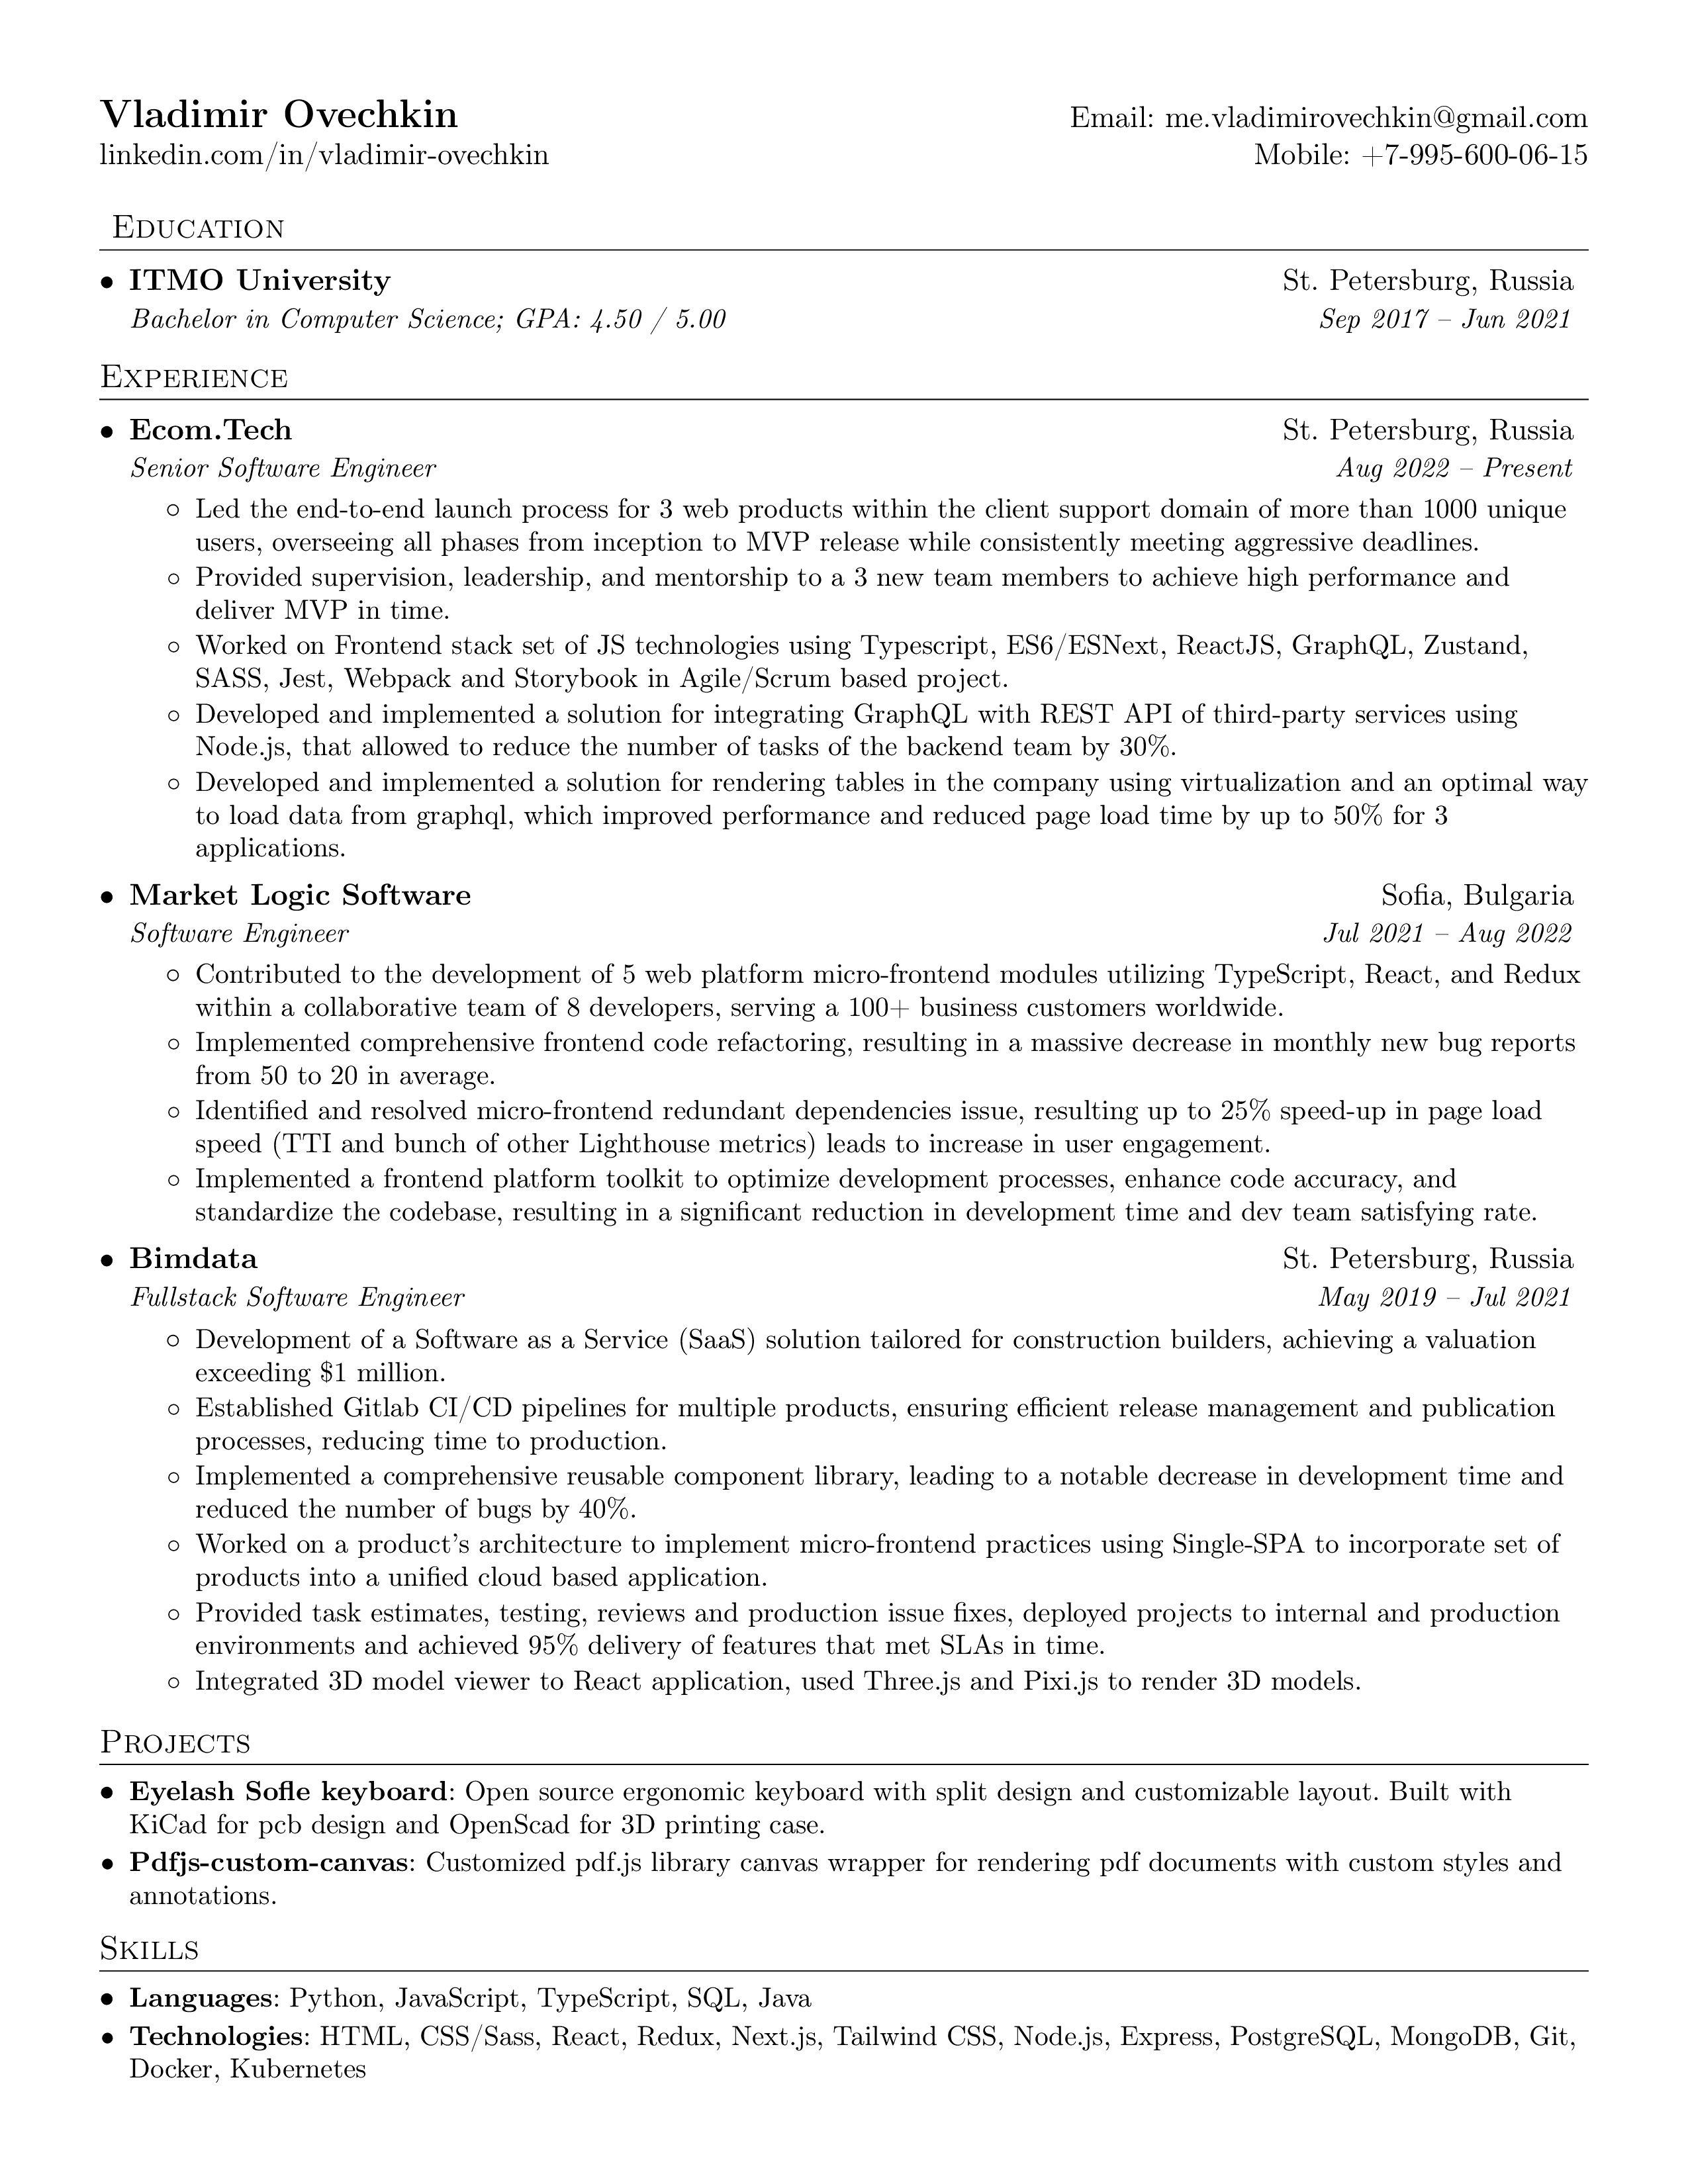 Vladimir Ovechkin
Email: me.vladimirovechkin@gmail.com
linkedin.com/in/vladimir-ovechkin
Mobile: +7-995-600-06-15
Education
• ITMO University
St. Petersburg, Russia
Bachelor in Computer Science; GPA: 4.50 / 5.00
Sep 2017 – Jun 2021
Experience
• Ecom.Tech
St. Petersburg, Russia
Senior Software Engineer
Aug 2022 – Present
◦ Led the end-to-end launch process for 3 web products within the client support domain of more than 1000 unique
users, overseeing all phases from inception to MVP release while consistently meeting aggressive deadlines.
◦ Provided supervision, leadership, and mentorship to a 3 new team members to achieve high performance and
deliver MVP in time.
◦ Worked on Frontend stack set of JS technologies using Typescript, ES6/ESNext, ReactJS, GraphQL, Zustand,
SASS, Jest, Webpack and Storybook in Agile/Scrum based project.
◦ Developed and implemented a solution for integrating GraphQL with REST API of third-party services using
Node.js, that allowed to reduce the number of tasks of the backend team by 30%.
◦ Developed and implemented a solution for rendering tables in the company using virtualization and an optimal way
to load data from graphql, which improved performance and reduced page load time by up to 50% for 3
applications.
• Market Logic Software
Sofia, Bulgaria
Software Engineer
Jul 2021 – Aug 2022
◦ Contributed to the development of 5 web platform micro-frontend modules utilizing TypeScript, React, and Redux
within a collaborative team of 8 developers, serving a 100+ business customers worldwide.
◦ Implemented comprehensive frontend code refactoring, resulting in a massive decrease in monthly new bug reports
from 50 to 20 in average.
◦ Identified and resolved micro-frontend redundant dependencies issue, resulting up to 25% speed-up in page load
speed (TTI and bunch of other Lighthouse metrics) leads to increase in user engagement.
◦ Implemented a frontend platform toolkit to optimize development processes, enhance code accuracy, and
standardize the codebase, resulting in a significant reduction in development time and dev team satisfying rate.
• Bimdata
St. Petersburg, Russia
Fullstack Software Engineer
May 2019 – Jul 2021
◦ Development of a Software as a Service (SaaS) solution tailored for construction builders, achieving a valuation
exceeding $1 million.
◦ Established Gitlab CI/CD pipelines for multiple products, ensuring efficient release management and publication
processes, reducing time to production.
◦ Implemented a comprehensive reusable component library, leading to a notable decrease in development time and
reduced the number of bugs by 40%.
◦ Worked on a product's architecture to implement micro-frontend practices using Single-SPA to incorporate set of
products into a unified cloud based application.
◦ Provided task estimates, testing, reviews and production issue fixes, deployed projects to internal and production
environments and achieved 95% delivery of features that met SLAs in time.
◦ Integrated 3D model viewer to React application, used Three.js and Pixi.js to render 3D models.
Projects
• Eyelash Sofle keyboard: Open source ergonomic keyboard with split design and customizable layout. Built with
KiCad for pcb design and OpenScad for 3D printing case.
• Pdfjs-custom-canvas: Customized pdf.js library canvas wrapper for rendering pdf documents with custom styles and
annotations.
Skills
• Languages: Python, JavaScript, TypeScript, SQL, Java
• Technologies: HTML, CSS/Sass, React, Redux, Next.js, Tailwind CSS, Node.js, Express, PostgreSQL, MongoDB, Git,
Docker, Kubernetes